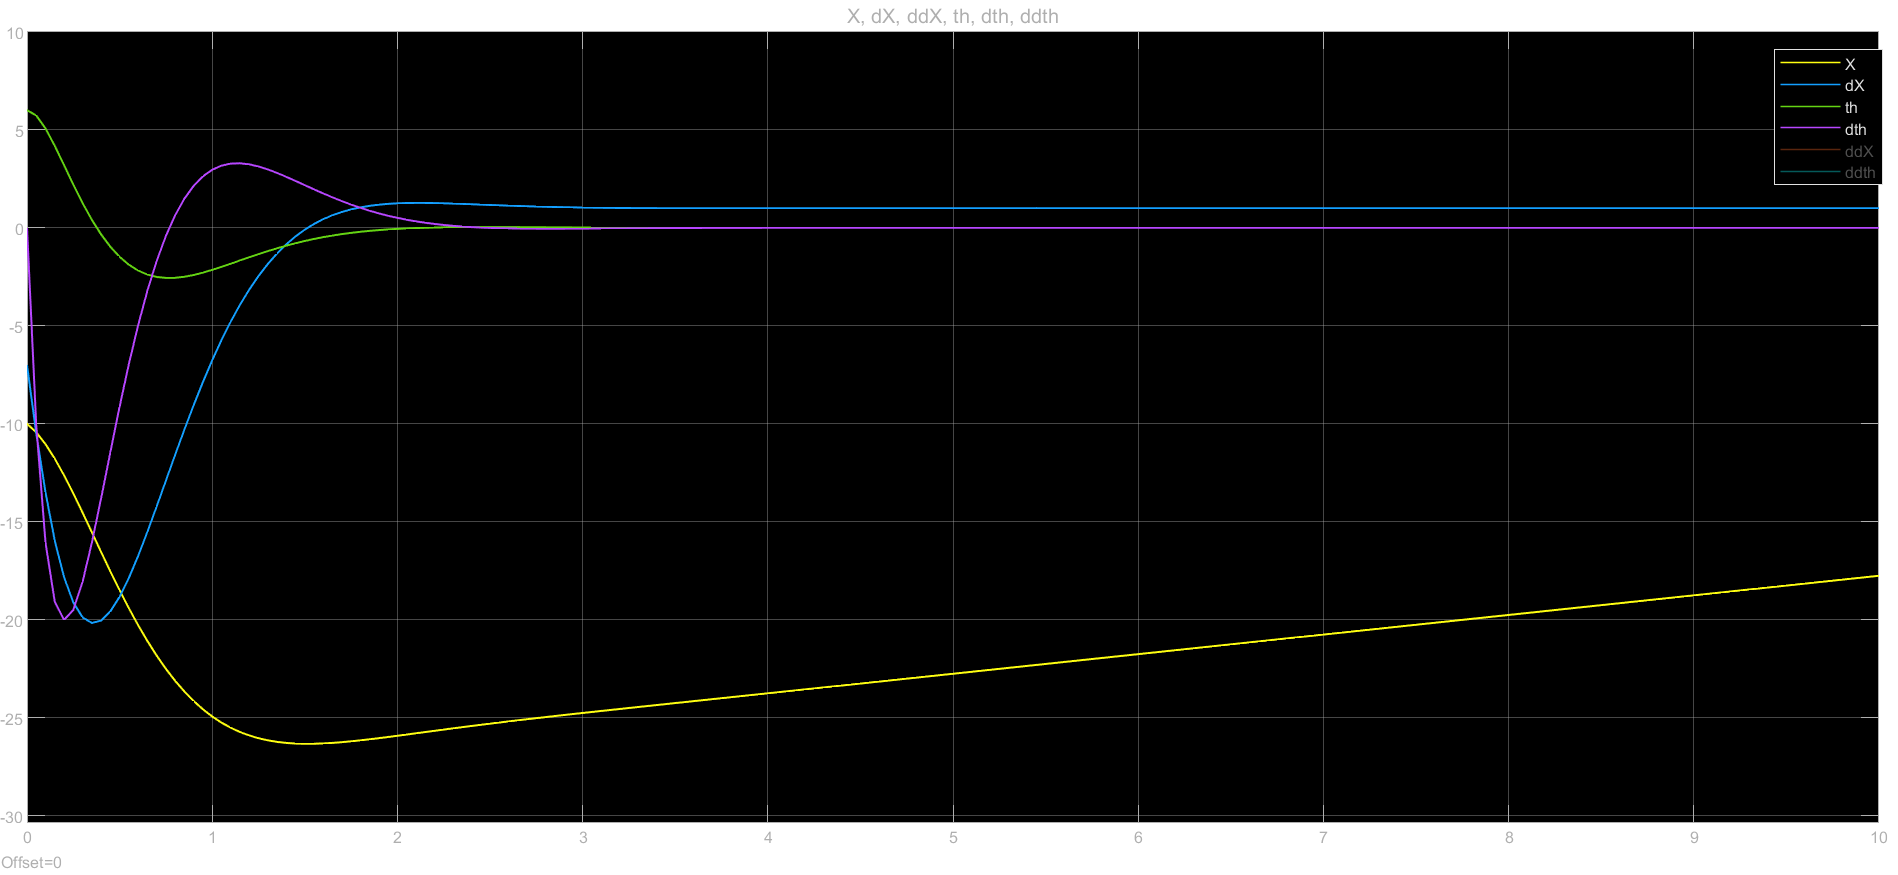 X, dX, ddX, th, dth, ddth
10
5
0
-5
-10
-15
-20
-25
-30
X
dX
th
dth
ddX
ddth
0 1 2 3 4 5 6 7 8 9 10
Offset=0